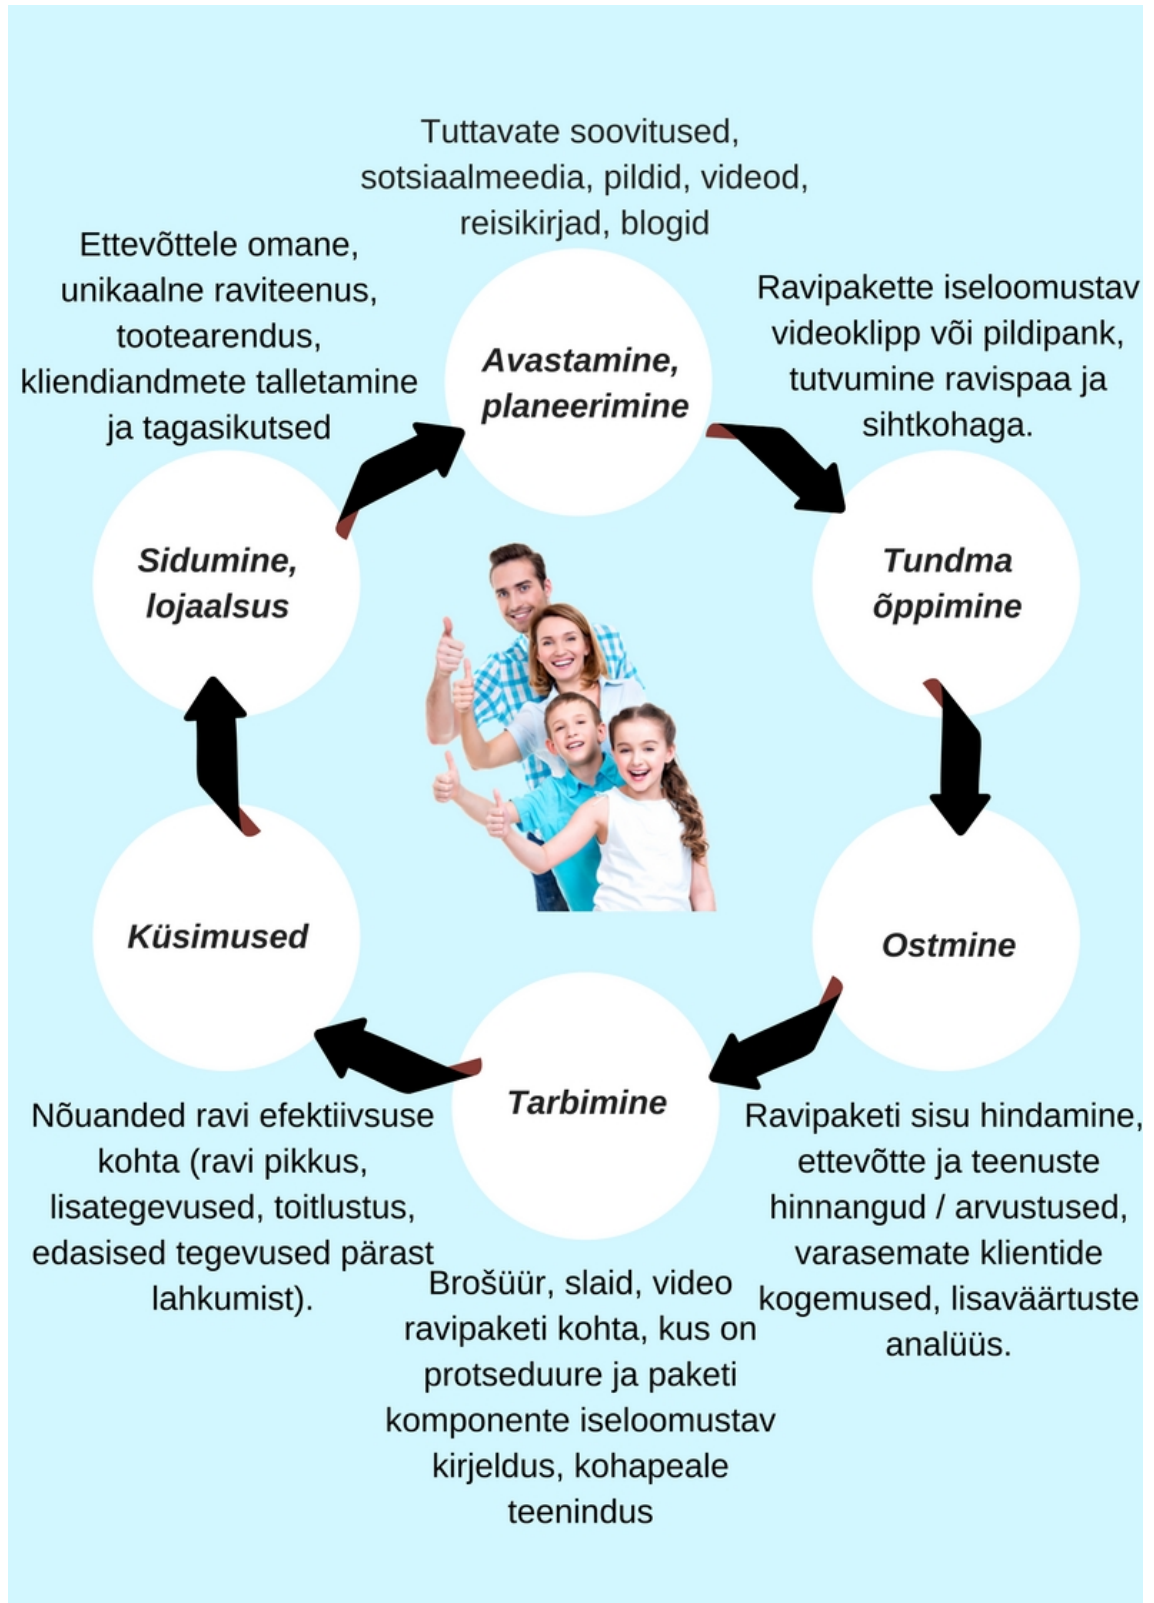 Tuttavate soovitused,
sotsiaalmeedia, pildid, videod,
reisikirjad, blogid
Avastamine,
planeerimine
Ravipakette iseloomustav
videoklipp või pildipank,
tutvumine ravispaa ja
sihtkohaga.
Tundma
õppimine
Ostmine
Ravipaketi sisu hindamine,
ettevõtte ja teenuste
hinnangud / arvustused,
varasemate klientide
kogemused, lisaväärtuste
analüüs.
Tarbimine
Brošüür, slaid, video
ravipaketi kohta, kus on
protseduure ja paketi
komponente iseloomustav
kirjeldus, kohapeale
teenindus
Küsimused
Nõuanded ravi efektiivsuse
kohta (ravi pikkus,
lisategevused, toitlustus,
edasised tegevused pärast
lahkumist).
Ettevõttele omane,
unikaalne raviteenus,
tootearendus,
kliendiandmete talletamine
ja tagasikutsed
Sidumine,
lojaalsus